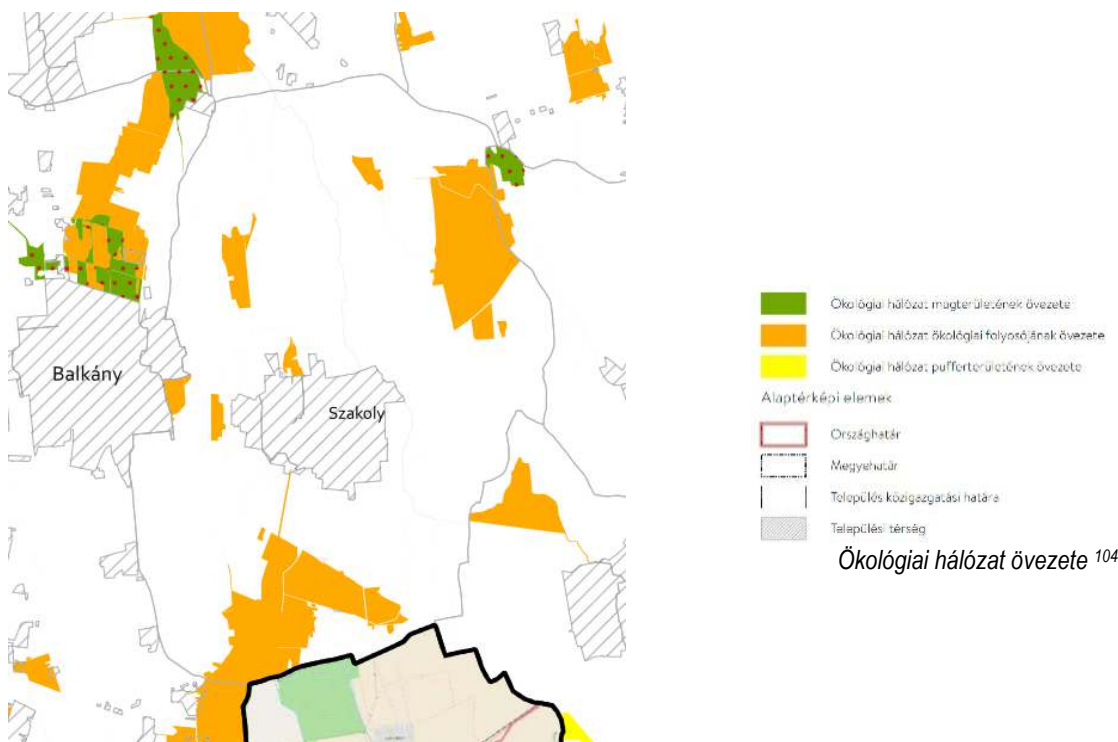 Balkány
Szakoly
Ökológiai hálózat magterületének övezete
Ökológiai hálózat ökológiai folyosójának övezete
Ökológiai hálózat pufferterületének övezete
Alaptérképi elemek
Országhatár
Megyehatár
Település közigazgatási határa
Települési térség
Ökológiai hálózat övezete 104